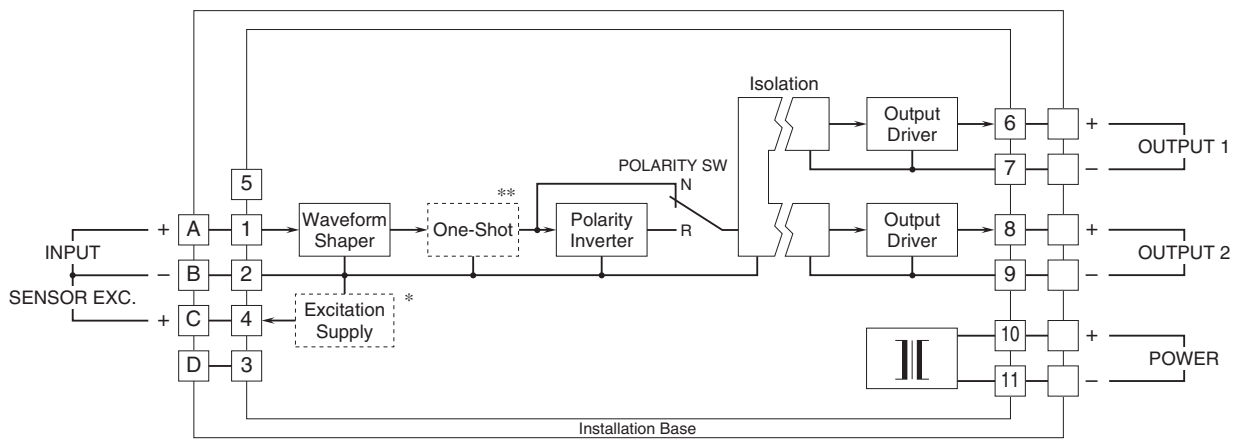 Isolation
Output
Driver
6
+
OUTPUT 1
7
–
POLARITY SW
N
R
5
**
A
1
+
INPUT
Waveform
Shaper
One-Shot
Polarity
Inverter
Output
Driver
8
+
OUTPUT 2
B
2
–
9
–
SENSOR EXC.
+
C
4
Excitation
Supply
*
D
3
10
+
POWER
11
–
Installation Base